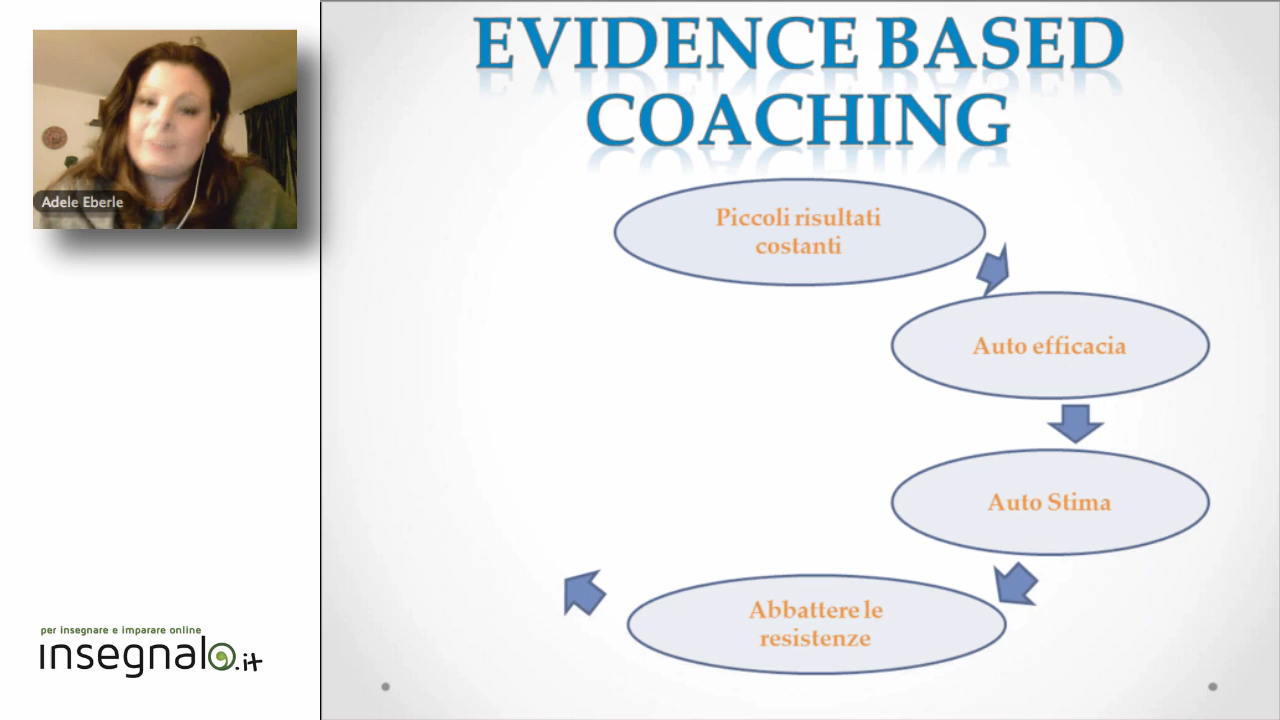 EVIDENCE BASED
COACHING
Adele Eberle
Piccoli risultati
costanti
Auto efficacia
Auto Stima
Abbattere le
resistenze
per insegnare e imparare online
insegnalo.it